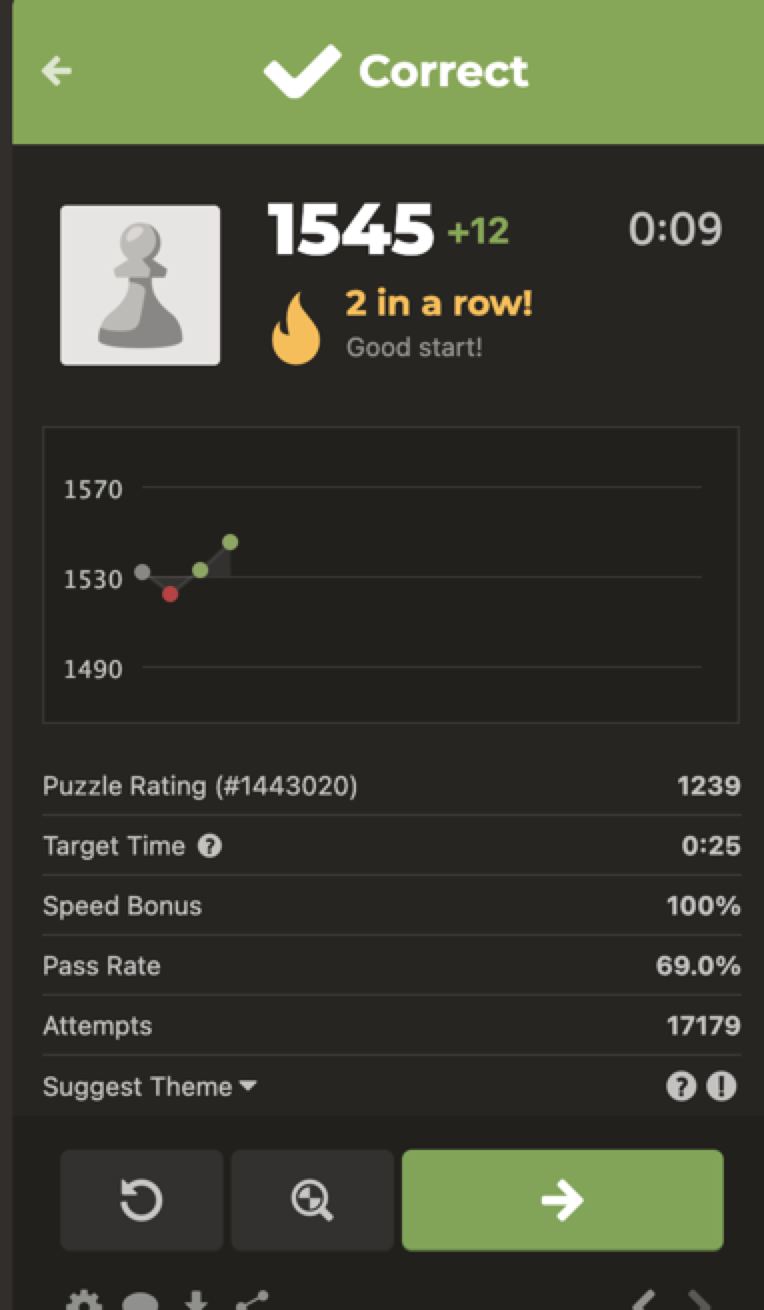 Correct
1545 +12 0:09
2 in a row!
Good start!
1570
1530
1490
Puzzle Rating (#1443020) 1239
Target Time ? 0:25
Speed Bonus 100%
Pass Rate 69.0%
Attempts 17179
Suggest Theme ? !